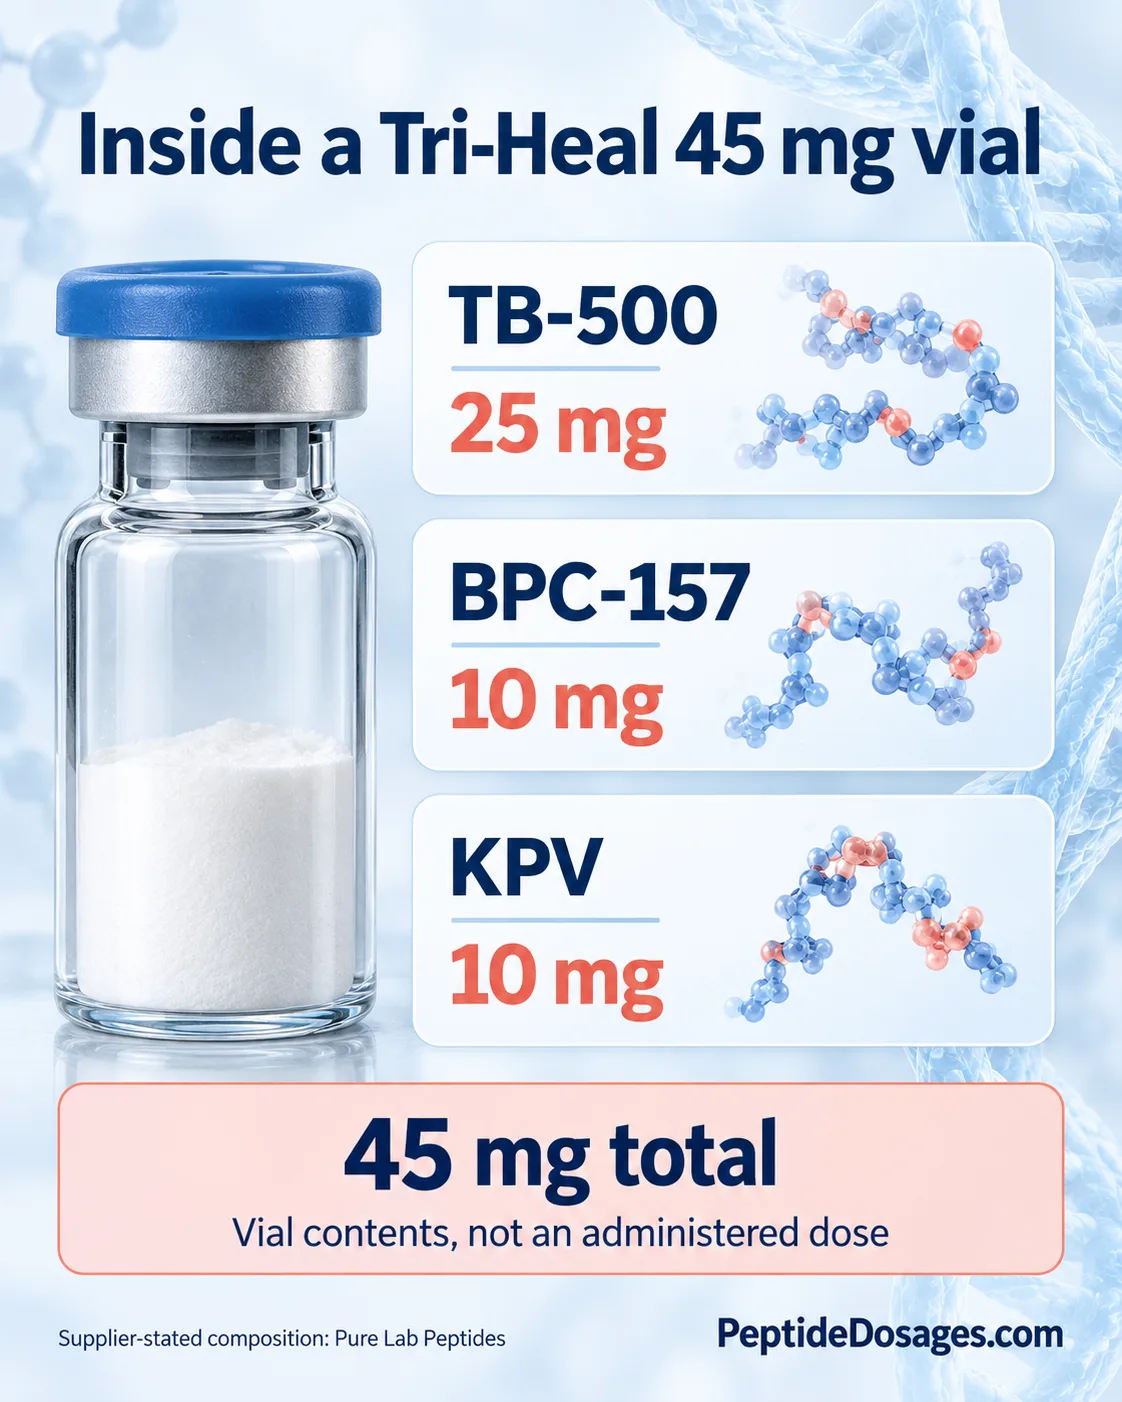 Inside a Tri-Heal 45 mg vial
TB-500
25 mg
BPC-157
10 mg
KPV
10 mg
45 mg total
Vial contents, not an administered dose
Supplier-stated composition: Pure Lab Peptides
PeptideDosages.com